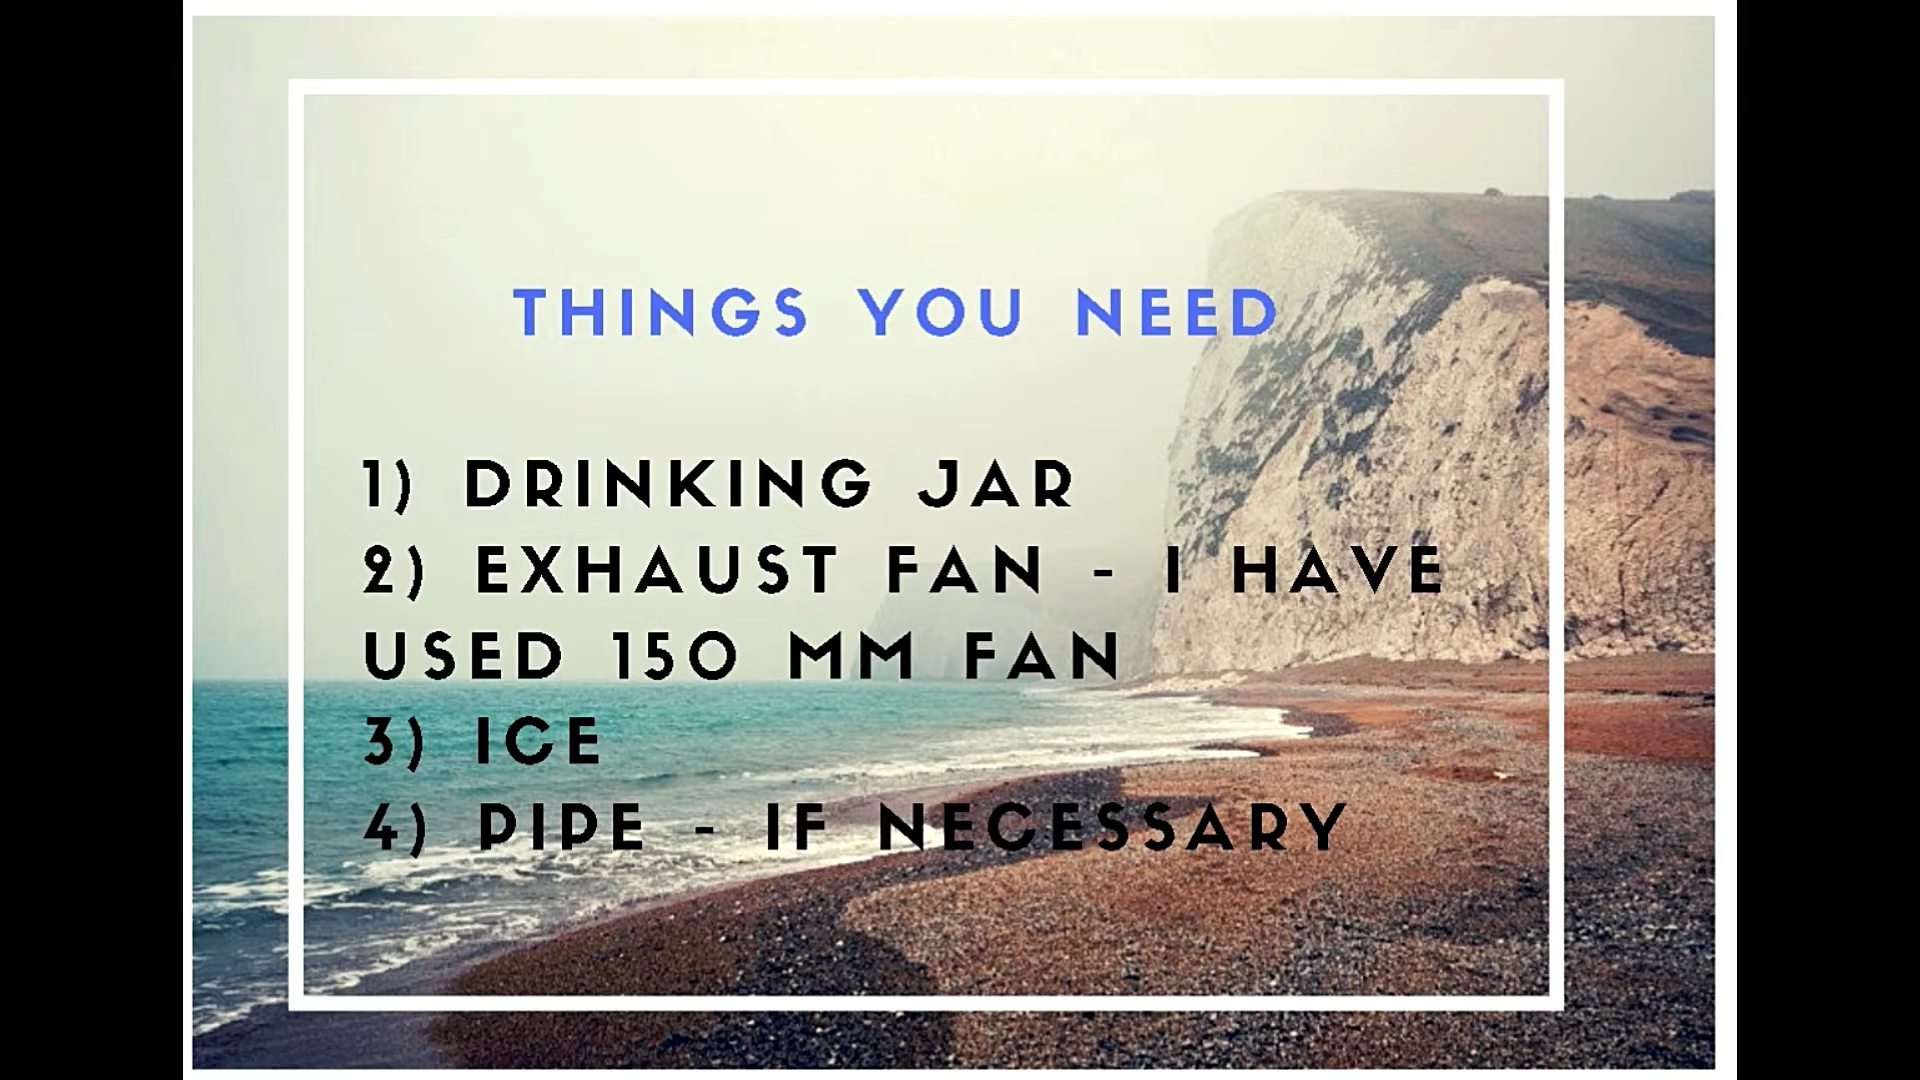 THINGS YOU NEED
1) DRINKING JAR
2) EXHAUST FAN - I HAVE
USED 150 MM FAN
3) ICE
4) PIPE - IF NECESSARY